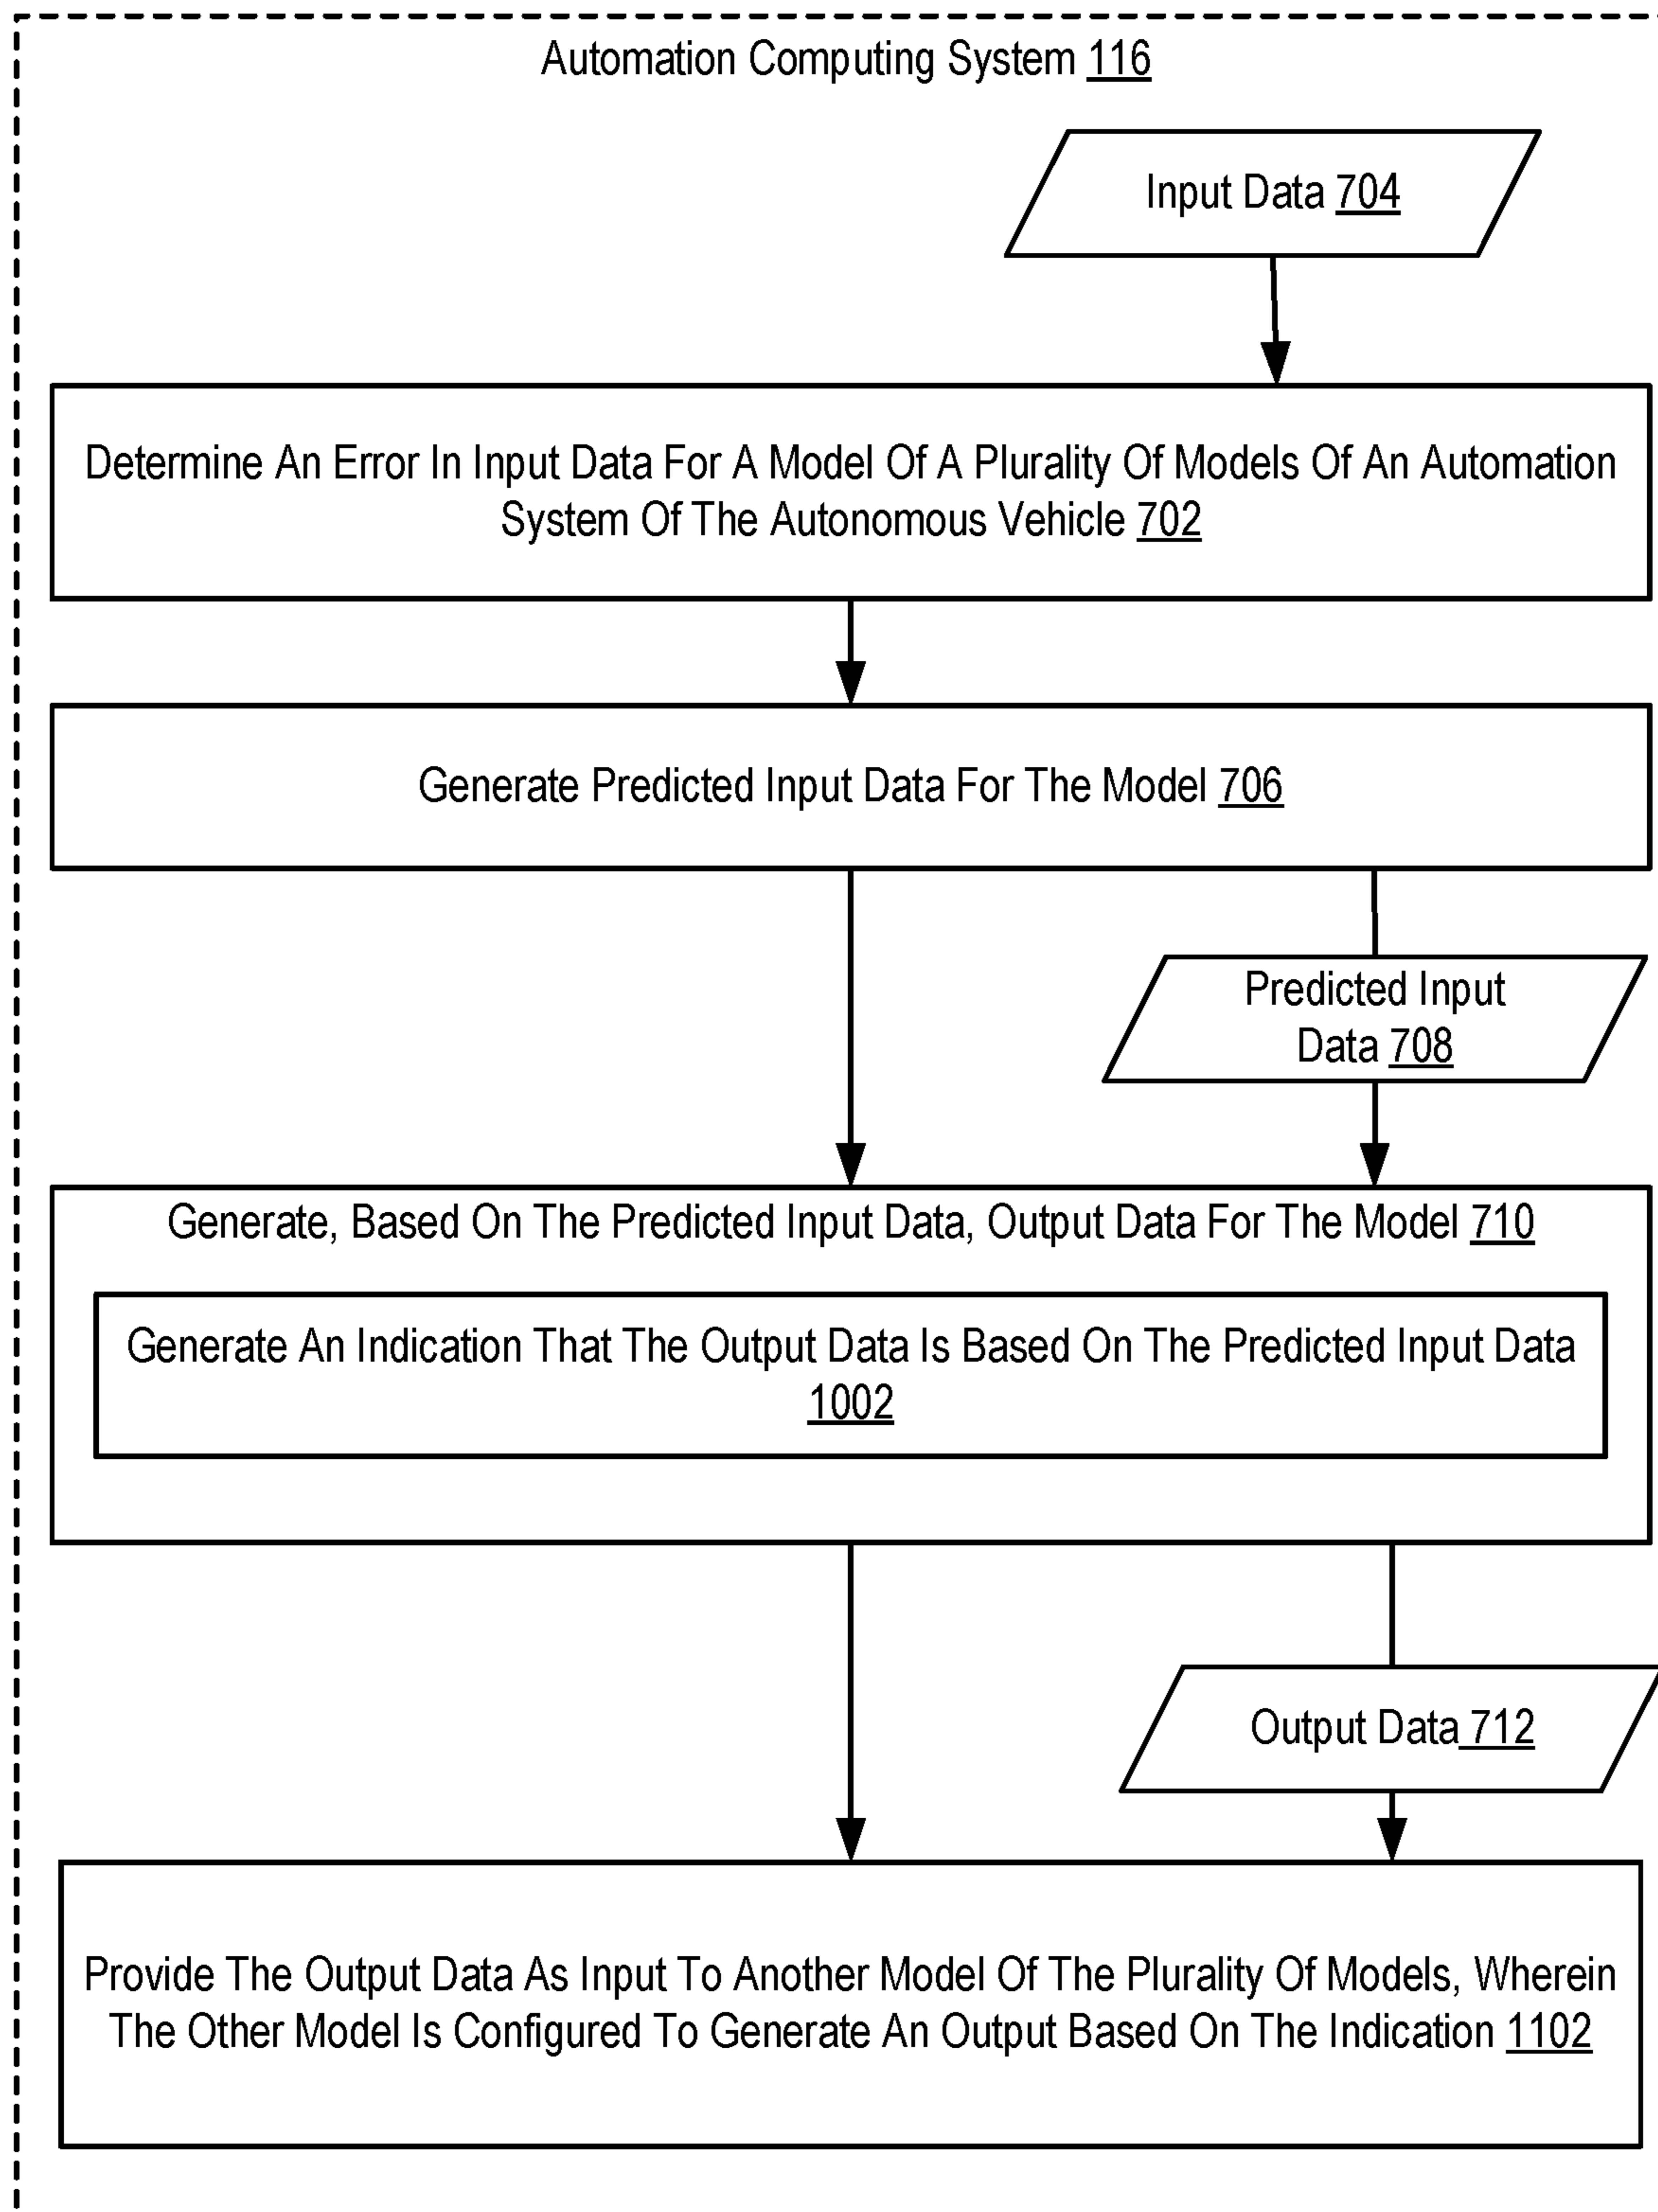 Automation Computing System 116
Input Data 704
Determine An Error In Input Data For A Model Of A Plurality Of Models Of An Automation
System Of The Autonomous Vehicle 702
Generate Predicted Input Data For The Model 706
Predicted Input
Data 708
Generate, Based On The Predicted Input Data, Output Data For The Model 710
Generate An Indication That The Output Data Is Based On The Predicted Input Data
1002
Output Data 712
Provide The Output Data As Input To Another Model Of The Plurality Of Models, Wherein
The Other Model Is Configured To Generate An Output Based On The Indication 1102